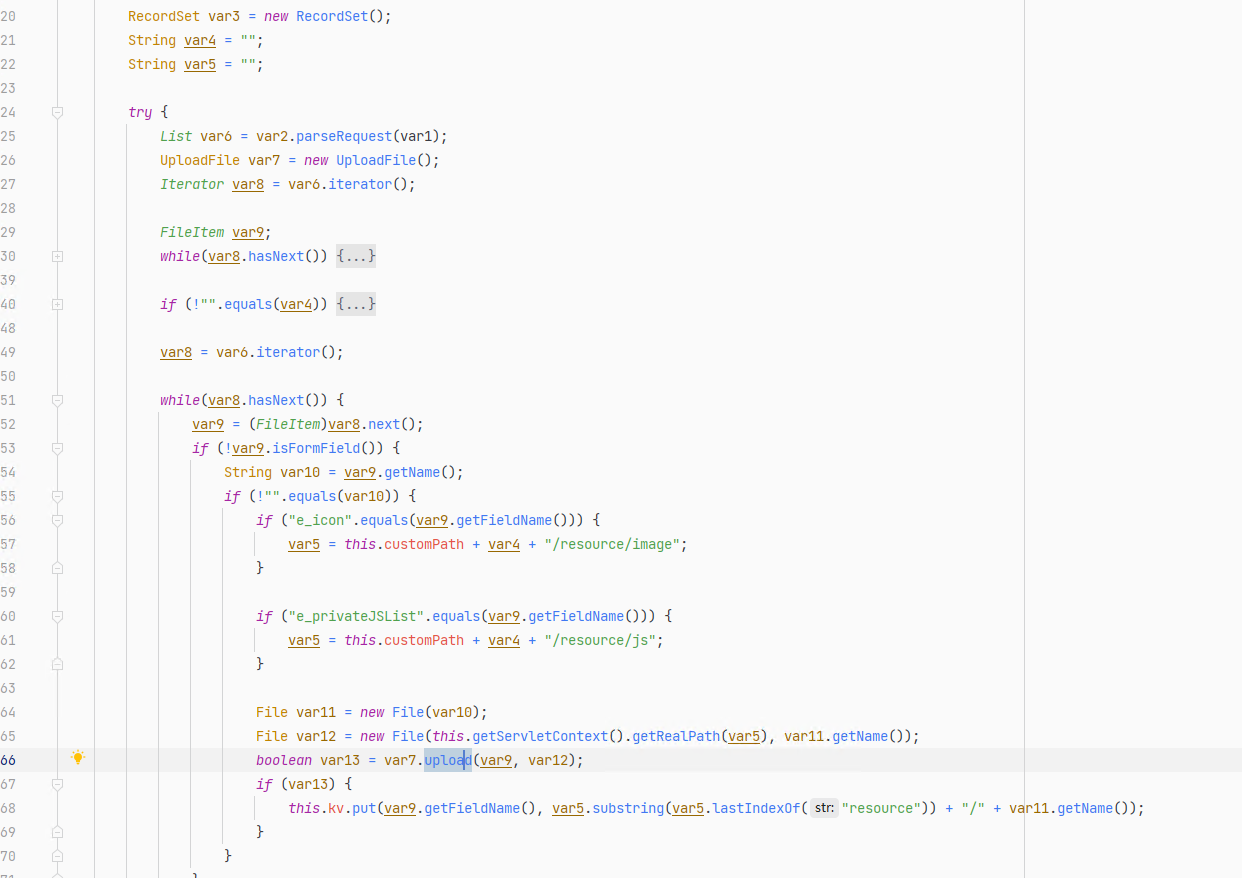 20 RecordSet var3 = new RecordSet();
21 String var4 = "";
22 String var5 = "";
23
24 try {
25 List var6 = var2.parseRequest(var1);
26 UploadFile var7 = new UploadFile();
27 Iterator var8 = var6.iterator();
28
29 FileItem var9;
30 while(var8.hasNext()) {...}
39
40 if (!"".equals(var4)) {...}
48
49 var8 = var6.iterator();
50
51 while(var8.hasNext()) {
52 var9 = (FileItem)var8.next();
53 if (!var9.isFormField()) {
54 String var10 = var9.getName();
55 if (!"".equals(var10)) {
56 if ("e_icon".equals(var9.getFieldName())) {
57 var5 = this.customPath + var4 + "/resource/image";
58 }
59
60 if ("e_privateJSList".equals(var9.getFieldName())) {
61 var5 = this.customPath + var4 + "/resource/js";
62 }
63
64 File var11 = new File(var10);
65 File var12 = new File(this.getServletContext().getRealPath(var5), var11.getName());
66 boolean var13 = var7.upload(var9, var12);
67 if (var13) {
68 this.kv.put(var9.getFieldName(), var5.substring(var5.lastIndexOf( str: "resource")) + "/" + var11.getName());
69 }
70 }